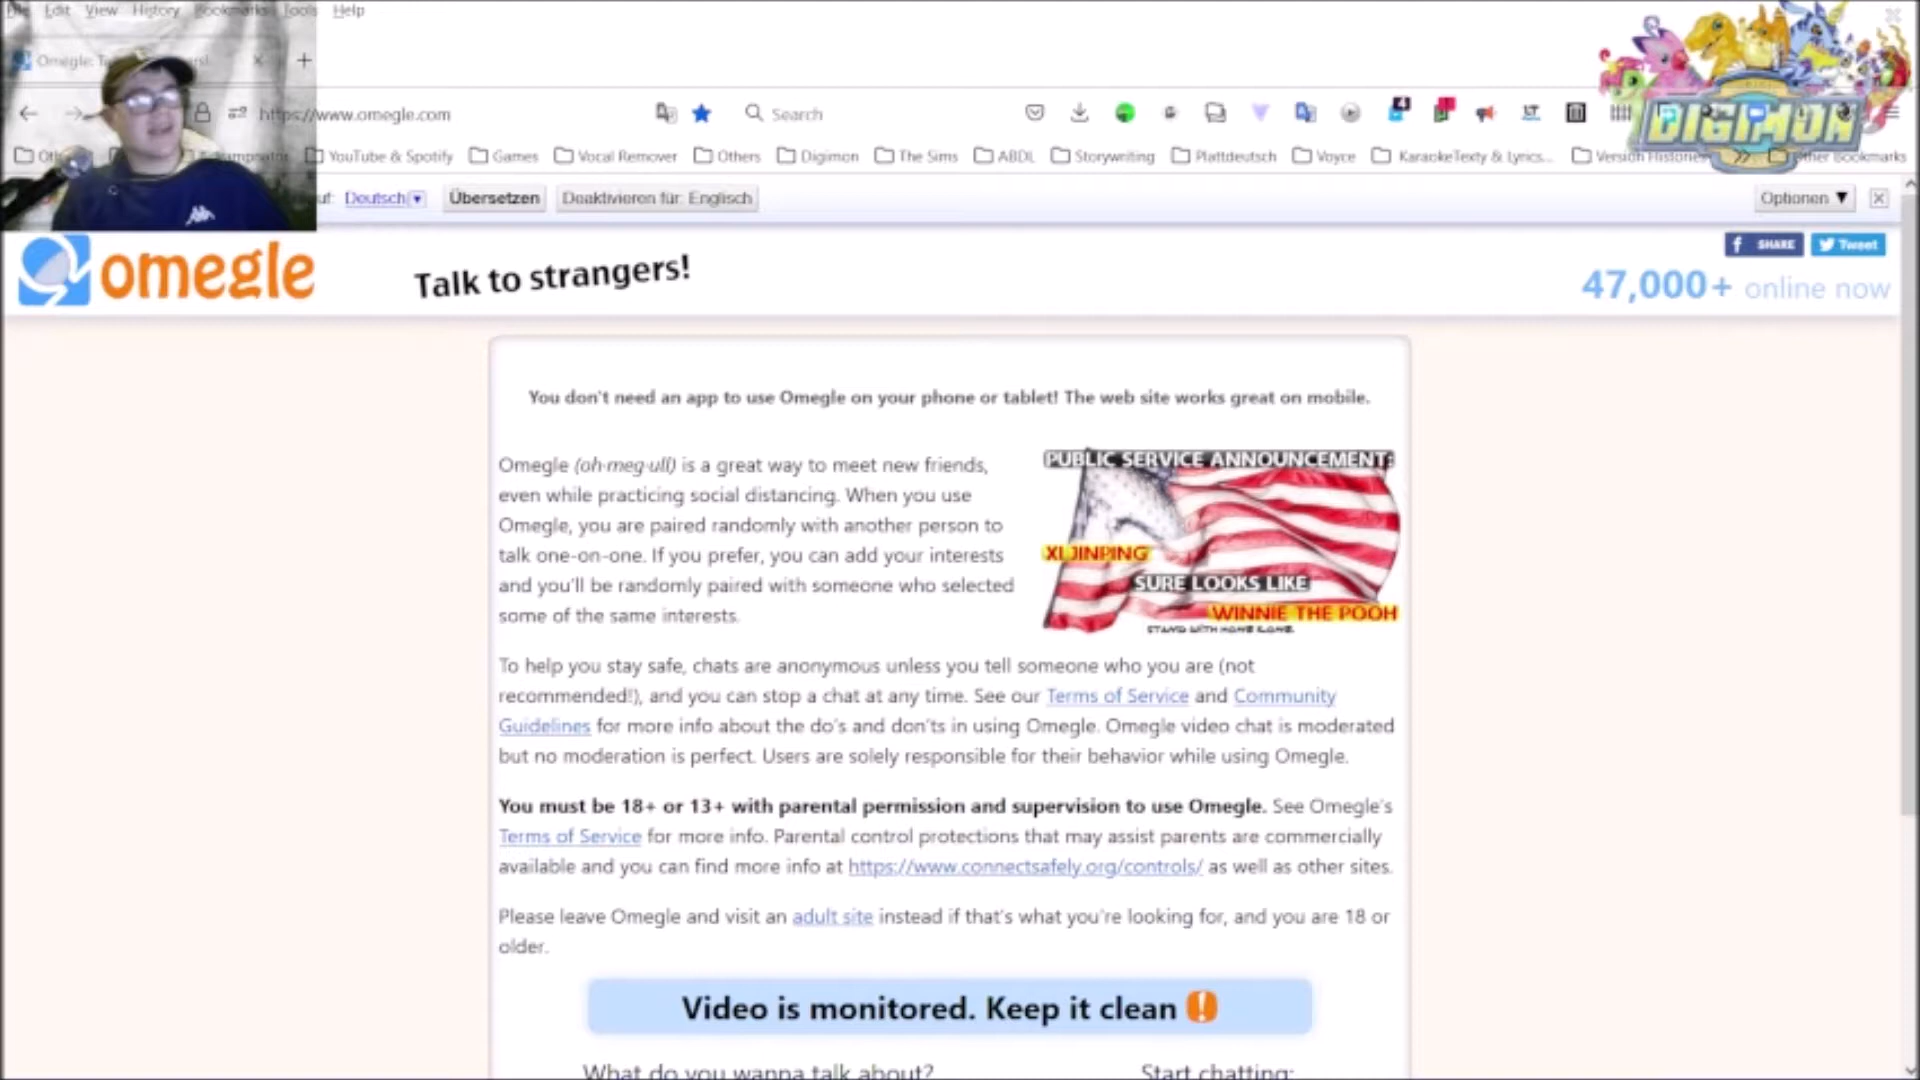 File Edit View History Bookmarks Tools Help
Omegle:
https://www.omegle.com
Search
YouTube & Spotify Games Vocal Remover Others Digimon The Sims ABDL Storywriting Plattdeutsch Voyce KaraokeTexty & Lyrics... Version Histories Other Bookmarks
Deutsch Übersetzen Deaktivieren für: Englisch Optionen
DIGIMON
SHARE Tweet
omegle Talk to strangers!
47,000+ online now
You don't need an app to use Omegle on your phone or tablet! The web site works great on mobile.
Omegle (oh·meg·ull) is a great way to meet new friends,
even while practicing social distancing. When you use
Omegle, you are paired randomly with another person to
talk one-on-one. If you prefer, you can add your interests
and you'll be randomly paired with someone who selected
some of the same interests.
PUBLIC SERVICE ANNOUNCEMENT:
XI JINPING
SURE LOOKS LIKE
WINNIE THE POOH
STAND WITH HONG KONG.
To help you stay safe, chats are anonymous unless you tell someone who you are (not
recommended!), and you can stop a chat at any time. See our Terms of Service and Community
Guidelines for more info about the do's and don'ts in using Omegle. Omegle video chat is moderated
but no moderation is perfect. Users are solely responsible for their behavior while using Omegle.
You must be 18+ or 13+ with parental permission and supervision to use Omegle. See Omegle's
Terms of Service for more info. Parental control protections that may assist parents are commercially
available and you can find more info at https://www.connectsafely.org/controls/ as well as other sites.
Please leave Omegle and visit an adult site instead if that's what you're looking for, and you are 18 or
older.
Video is monitored. Keep it clean
What do you wanna talk about? Start chatting: